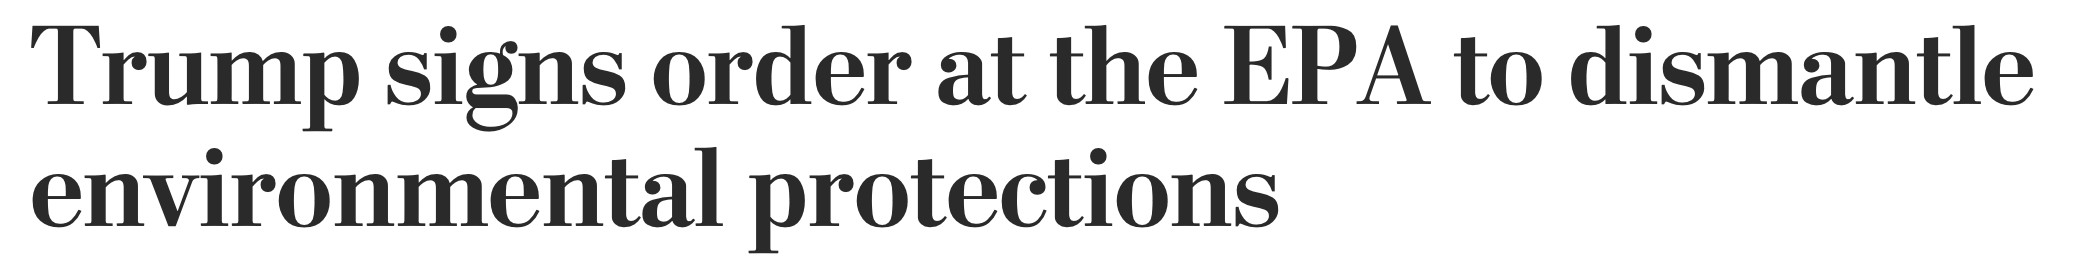 Trump signs order at the EPA to dismantle
environmental protections